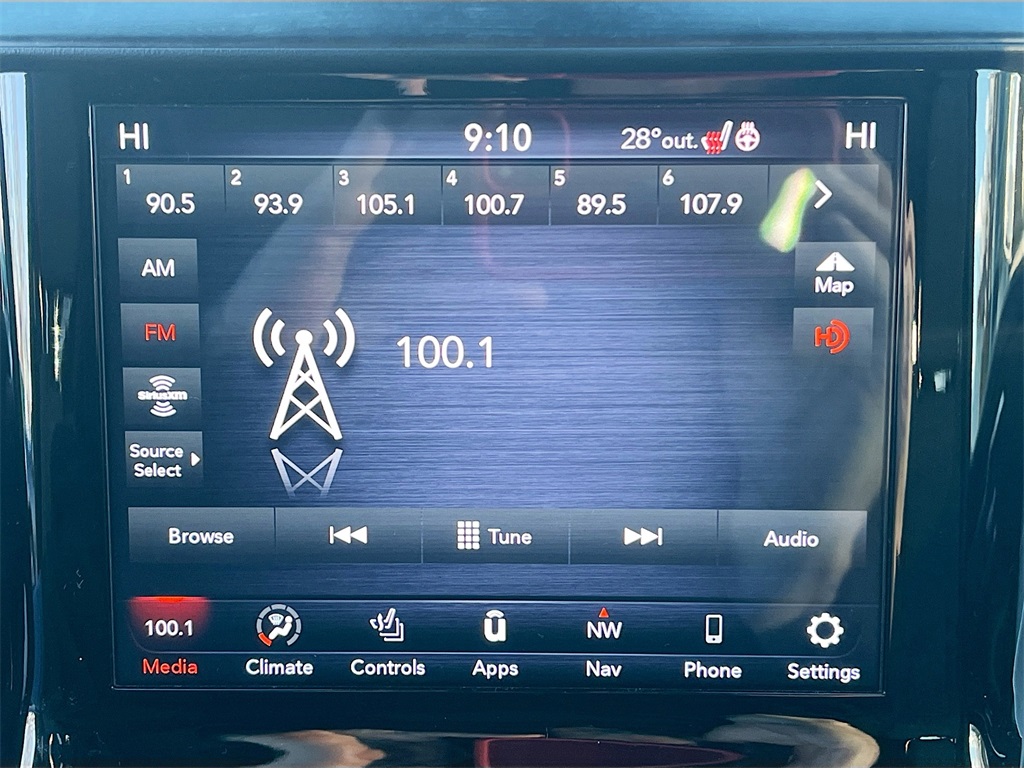 HI 9:10 28°out. HI
1 2 3 4 5 6
90.5 93.9 105.1 100.7 89.5 107.9
AM
Map
FM
HD
100.1
siriusxm
Source
Select
Browse Tune Audio
100.1 u NW
Media Climate Controls Apps Nav Phone Settings